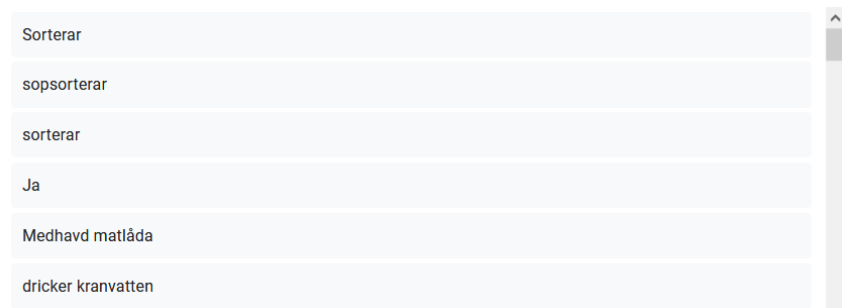 Sorterar
sopsorterar
sorterar
Ja
Medhavd matlåda
dricker kranvatten